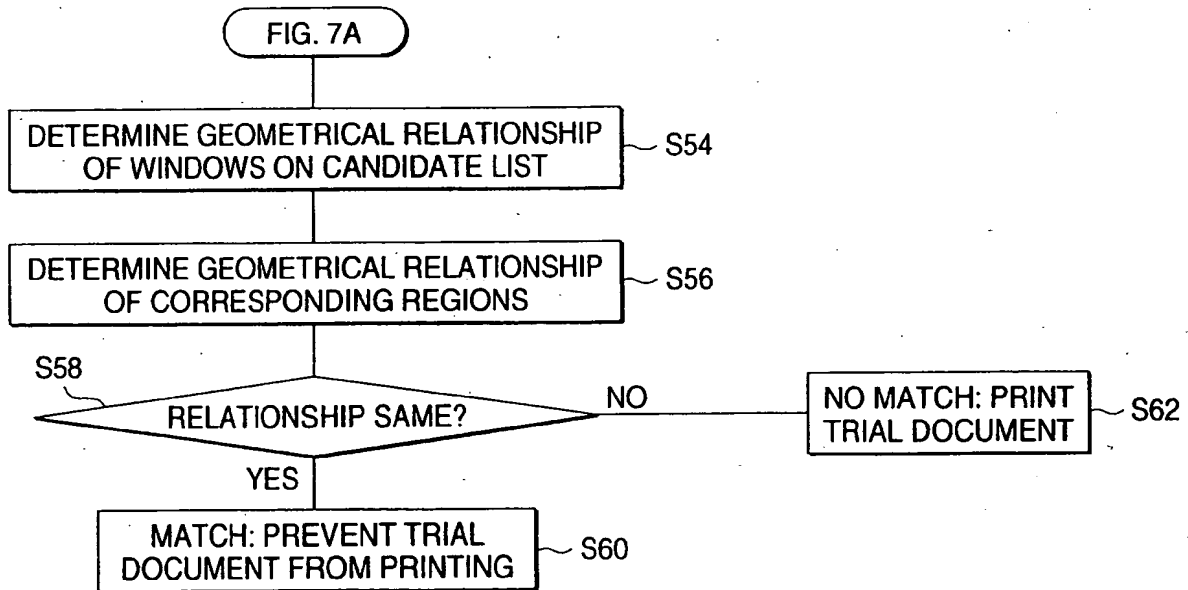 FIG. 7A
DETERMINE GEOMETRICAL RELATIONSHIP
OF WINDOWS ON CANDIDATE LIST
S54
DETERMINE GEOMETRICAL RELATIONSHIP
OF CORRESPONDING REGIONS
S56
S58
RELATIONSHIP SAME?
NO
NO MATCH: PRINT
TRIAL DOCUMENT
S62
YES
MATCH: PREVENT TRIAL
DOCUMENT FROM PRINTING
S60